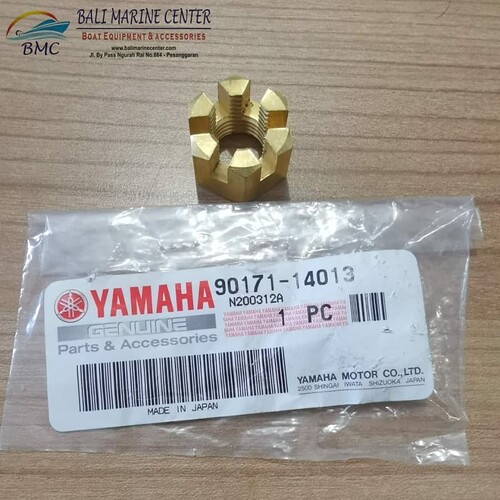 BALI MARINE CENTER
BOAT EQUIPMENT & ACCESSORIES
www.balimarinecenter.com
Jl. By Pass Ngurah Rai No.664 - Pesanggaran
BMC
YAMAHA
90171-14013
N200312A
GENUINE
Parts & Accessories
1 PC
MADE IN JAPAN
YAMAHA MOTOR CO.,LTD.
2500 SHINGAI IWATA SHIZUOKA JAPAN